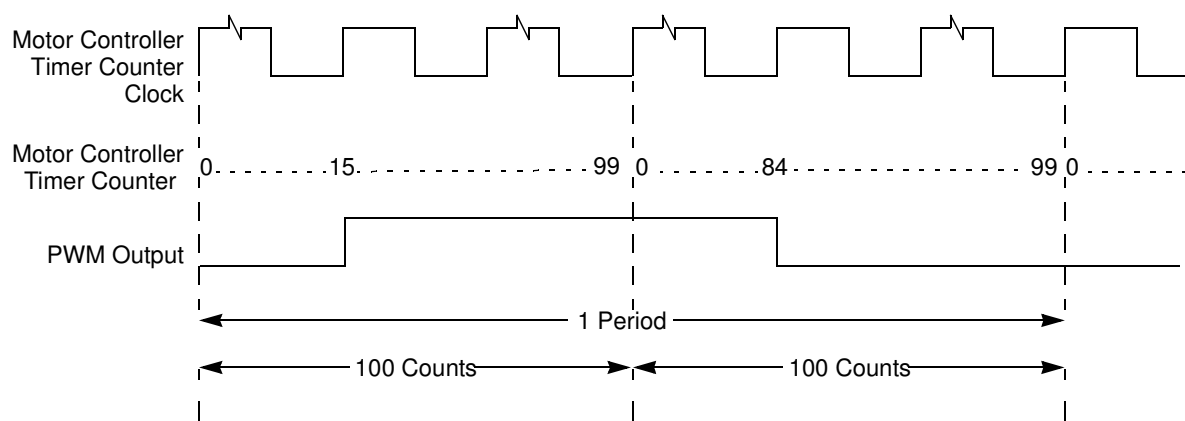 Motor Controller
Timer Counter
Clock
Motor Controller
Timer Counter
0 15 99 0 84 99 0
PWM Output
1 Period
100 Counts 100 Counts